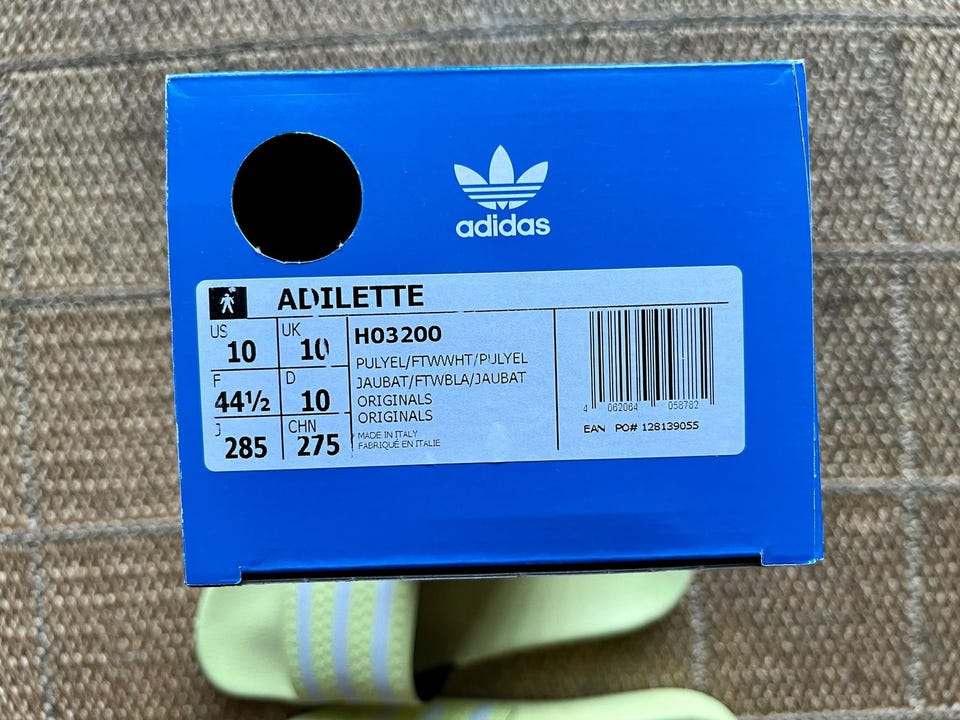 adidas
ADILETTE
US
10
UK
10
F
44½
D
10
J
285
CHN
275
H03200
PULYEL/FTWWHT/PULYEL
JAUBAT/FTWBLA/JAUBAT
ORIGINALS
ORIGINALS
MADE IN ITALY
FABRIQUÉ EN ITALIE
4 062064 058782
EAN PO# 128139055